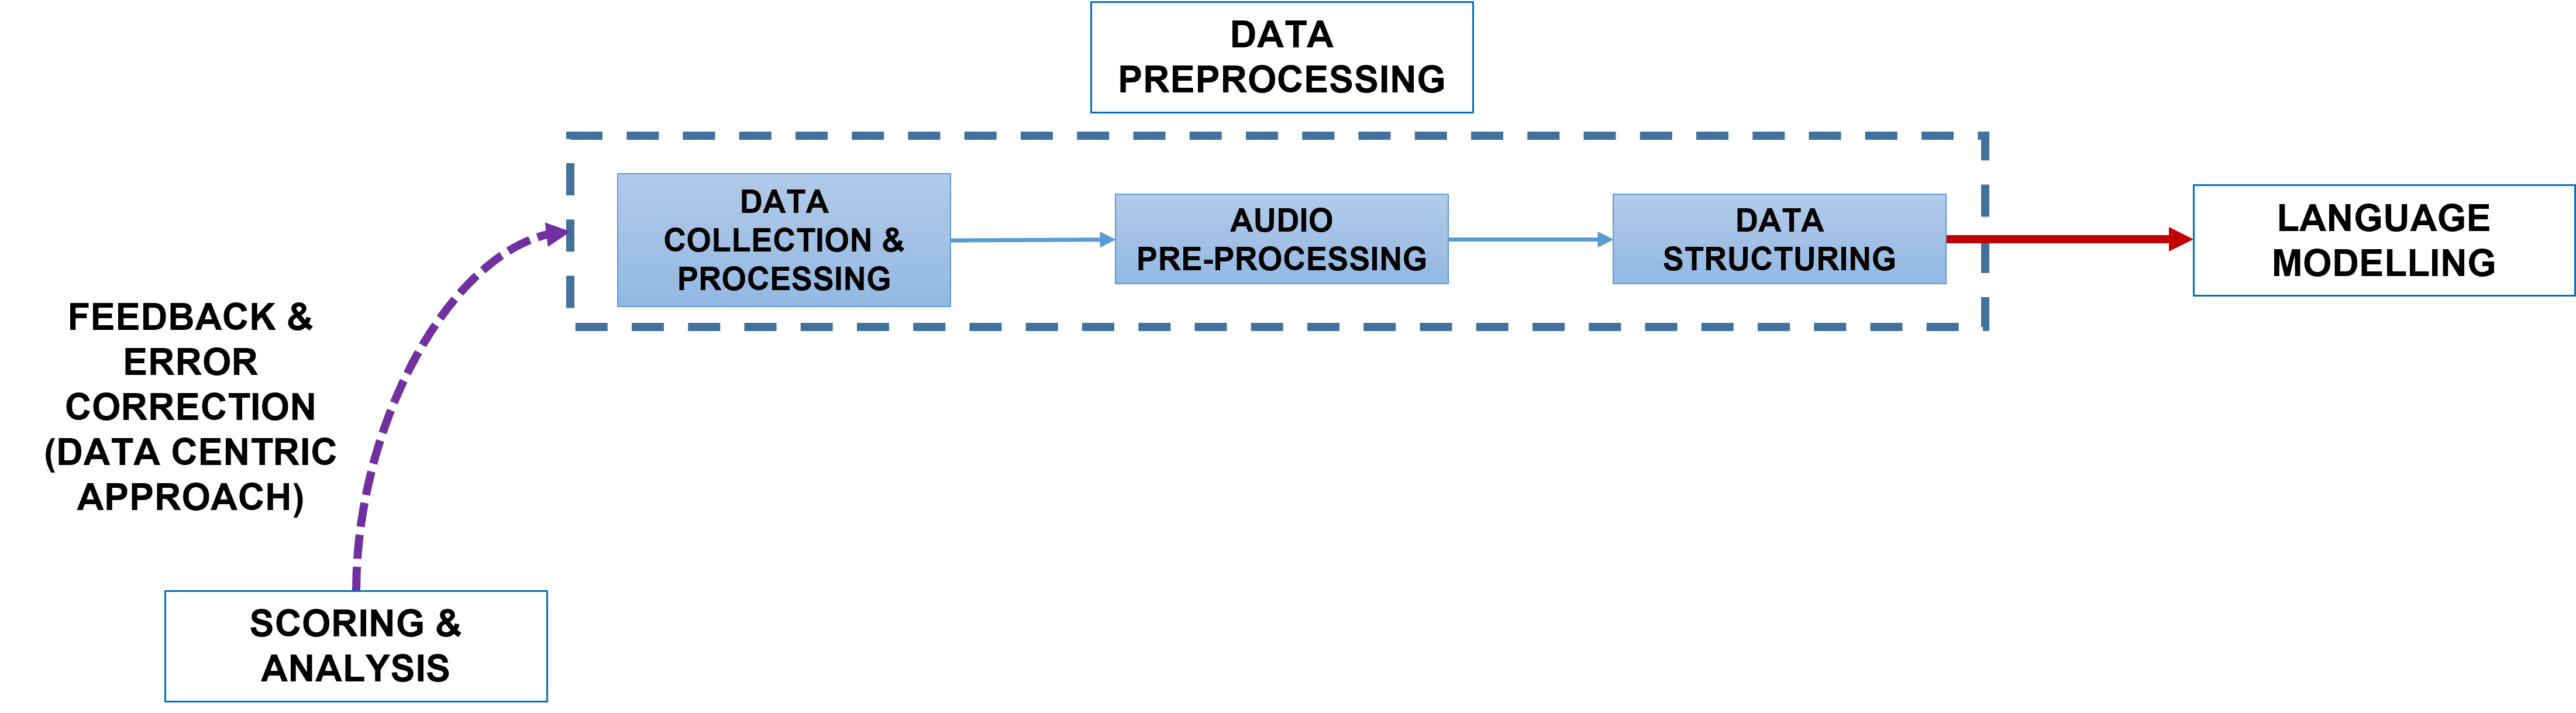 DATA
PREPROCESSING
DATA
COLLECTION &
PROCESSING
AUDIO
PRE-PROCESSING
DATA
STRUCTURING
LANGUAGE
MODELLING
FEEDBACK &
ERROR
CORRECTION
(DATA CENTRIC
APPROACH)
SCORING &
ANALYSIS